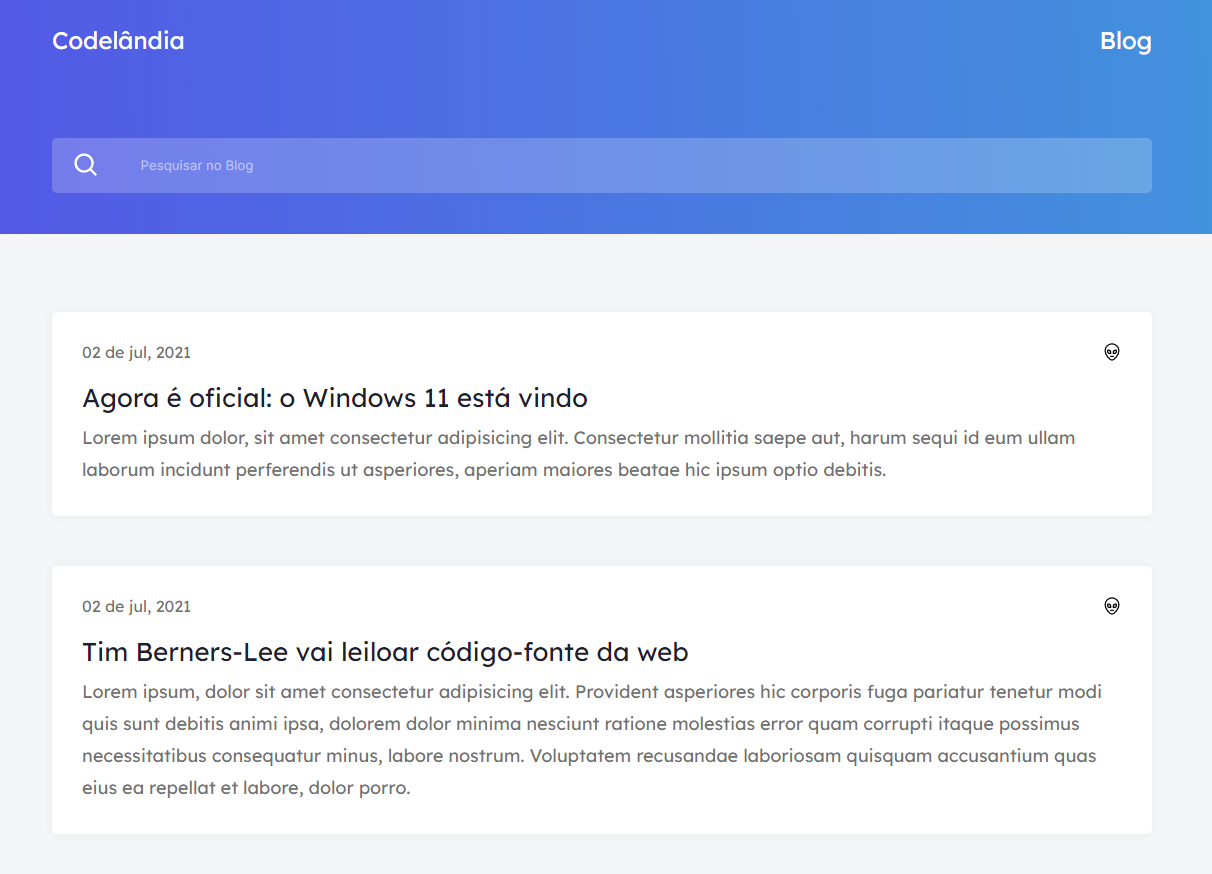 Codelândia
Blog
Pesquisar no Blog
02 de jul, 2021
Agora é oficial: o Windows 11 está vindo
Lorem ipsum dolor, sit amet consectetur adipisicing elit. Consectetur mollitia saepe aut, harum sequi id eum ullam
laborum incidunt perferendis ut asperiores, aperiam maiores beatae hic ipsum optio debitis.
02 de jul, 2021
Tim Berners-Lee vai leiloar código-fonte da web
Lorem ipsum, dolor sit amet consectetur adipisicing elit. Provident asperiores hic corporis fuga pariatur tenetur modi
quis sunt debitis animi ipsa, dolorem dolor minima nesciunt ratione molestias error quam corrupti itaque possimus
necessitatibus consequatur minus, labore nostrum. Voluptatem recusandae laboriosam quisquam accusantium quas
eius ea repellat et labore, dolor porro.